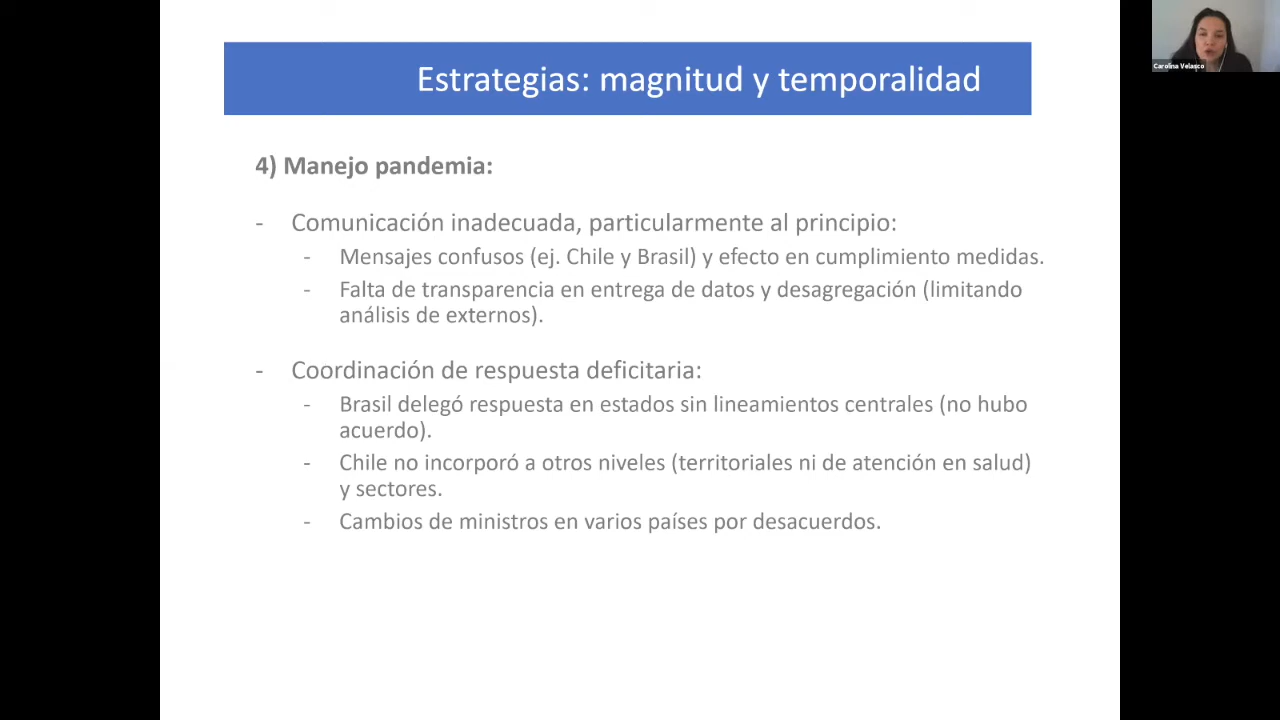 Estrategias: magnitud y temporalidad
Carolina Velasco
4) Manejo pandemia:
- Comunicación inadecuada, particularmente al principio:
- Mensajes confusos (ej. Chile y Brasil) y efecto en cumplimiento medidas.
- Falta de transparencia en entrega de datos y desagregación (limitando
análisis de externos).
- Coordinación de respuesta deficitaria:
- Brasil delegó respuesta en estados sin lineamientos centrales (no hubo
acuerdo).
- Chile no incorporó a otros niveles (territoriales ni de atención en salud)
y sectores.
- Cambios de ministros en varios países por desacuerdos.